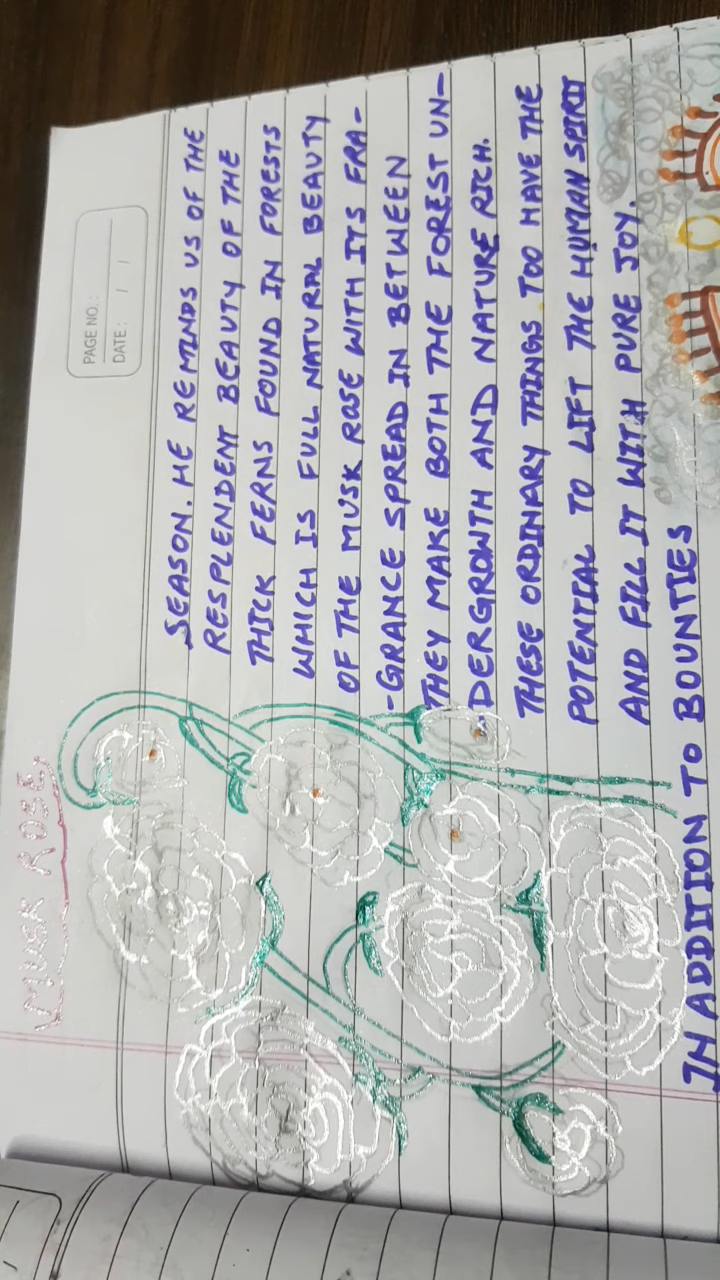 MUSK ROSE
PAGE NO.:
DATE: / /
SEASON. HE REMINDS US OF THE
RESPLENDENT BEAUTY OF THE
THICK FERNS FOUND IN FORESTS
WHICH IS FULL NATURAL BEAUTY
OF THE MUSK ROSE WITH ITS FRA-
-GRANCE SPREAD IN BETWEEN
THEY MAKE BOTH THE FOREST UN-
DERGROWTH AND NATURE RICH.
THESE ORDINARY THINGS TOO HAVE THE
POTENTIAL TO LIFT THE HUMAN SPIRIT
AND FILL IT WITH PURE JOY.
IN ADDITION TO BOUNTIES